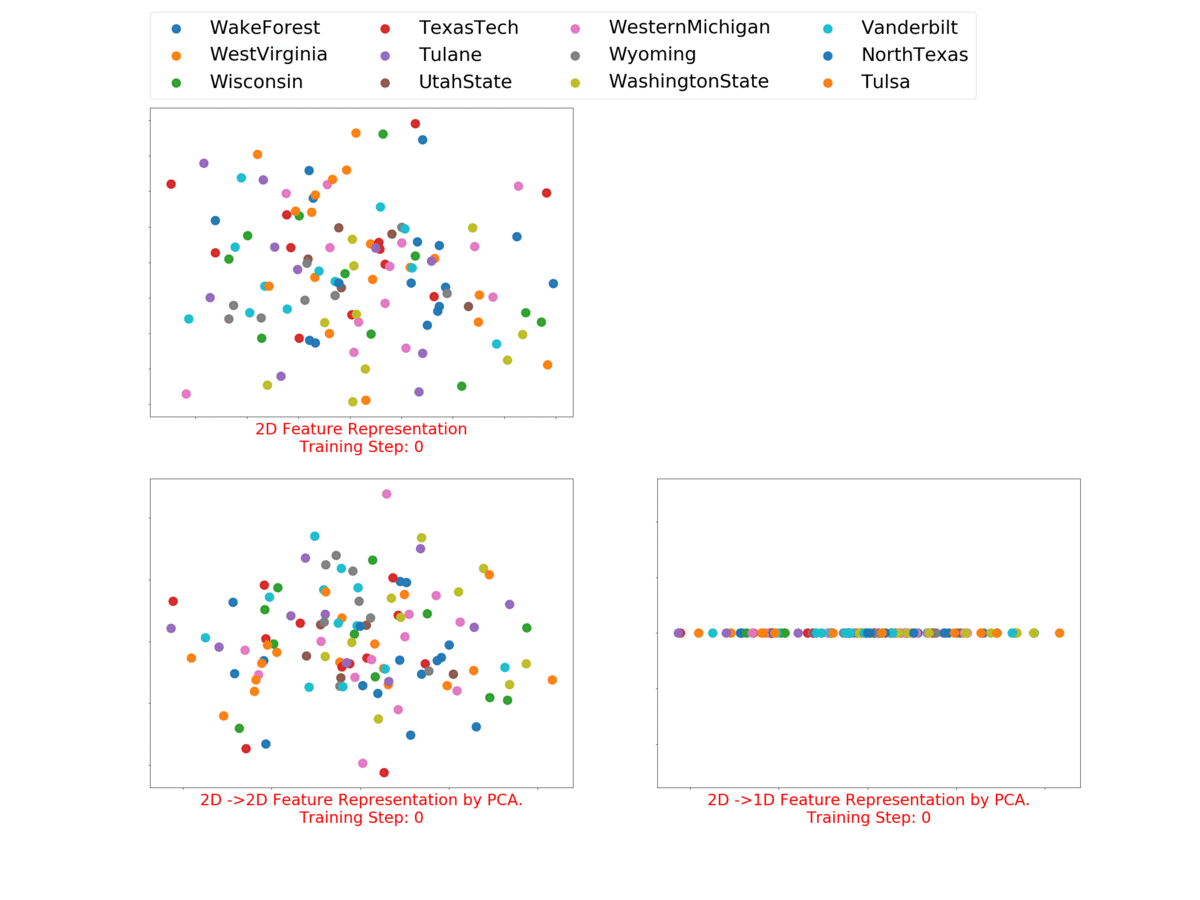 WakeForest TexasTech WesternMichigan Vanderbilt
WestVirginia Tulane Wyoming NorthTexas
Wisconsin UtahState WashingtonState Tulsa
2D Feature Representation
Training Step: 0
2D ->2D Feature Representation by PCA.
Training Step: 0
2D ->1D Feature Representation by PCA.
Training Step: 0